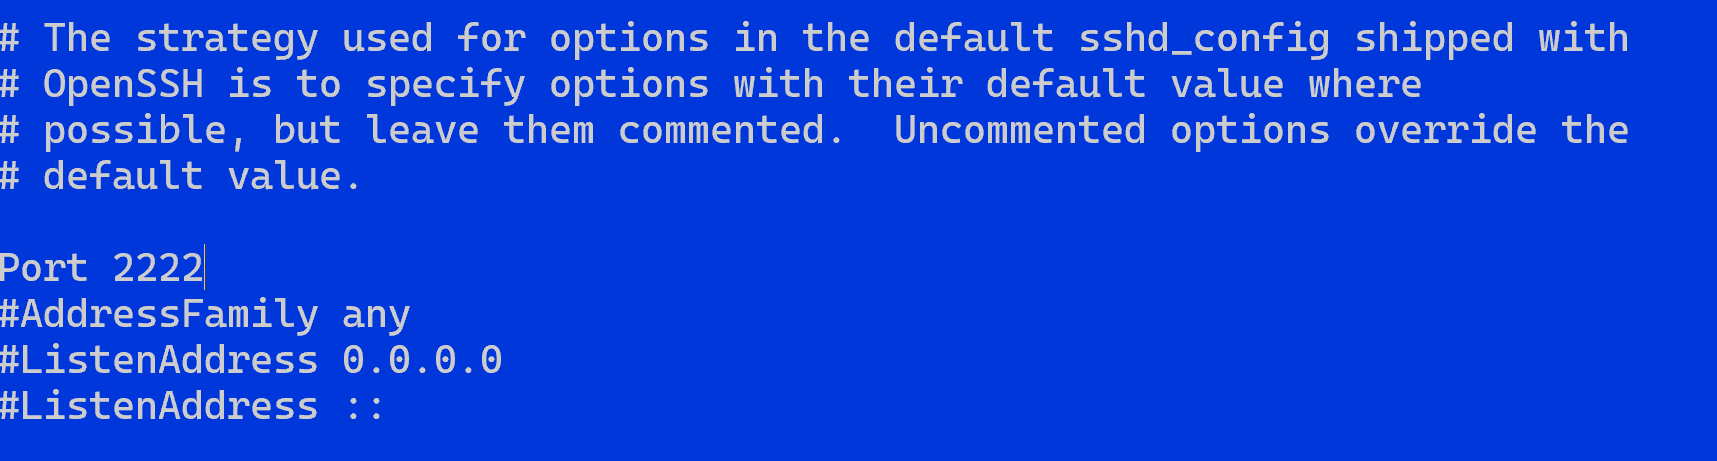 # The strategy used for options in the default sshd_config shipped with
# OpenSSH is to specify options with their default value where
# possible, but leave them commented.  Uncommented options override the
# default value.

Port 2222
#AddressFamily any
#ListenAddress 0.0.0.0
#ListenAddress ::